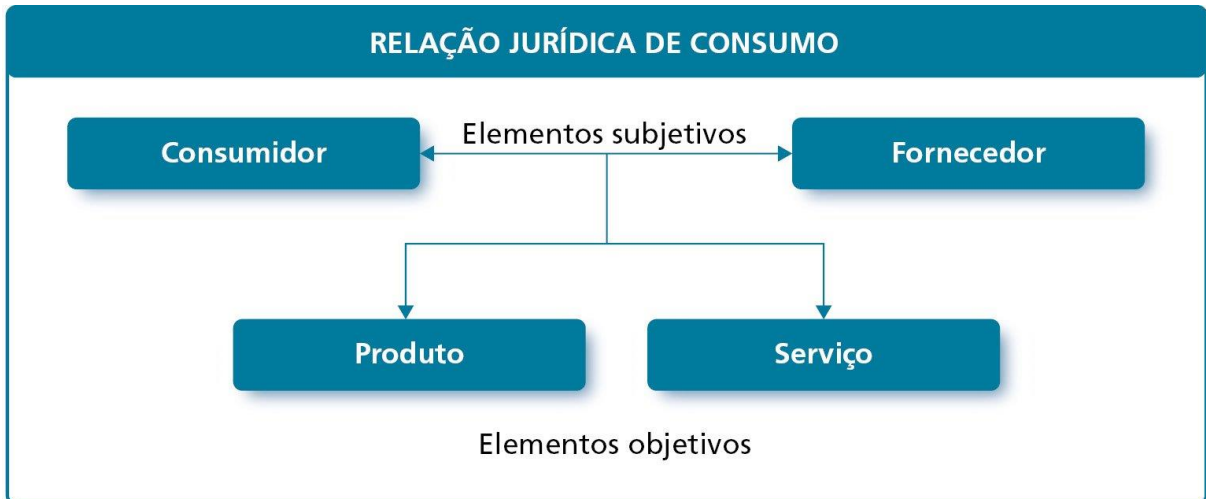 RELAÇÃO JURÍDICA DE CONSUMO
Consumidor
Elementos subjetivos
Fornecedor
Produto
Serviço
Elementos objetivos